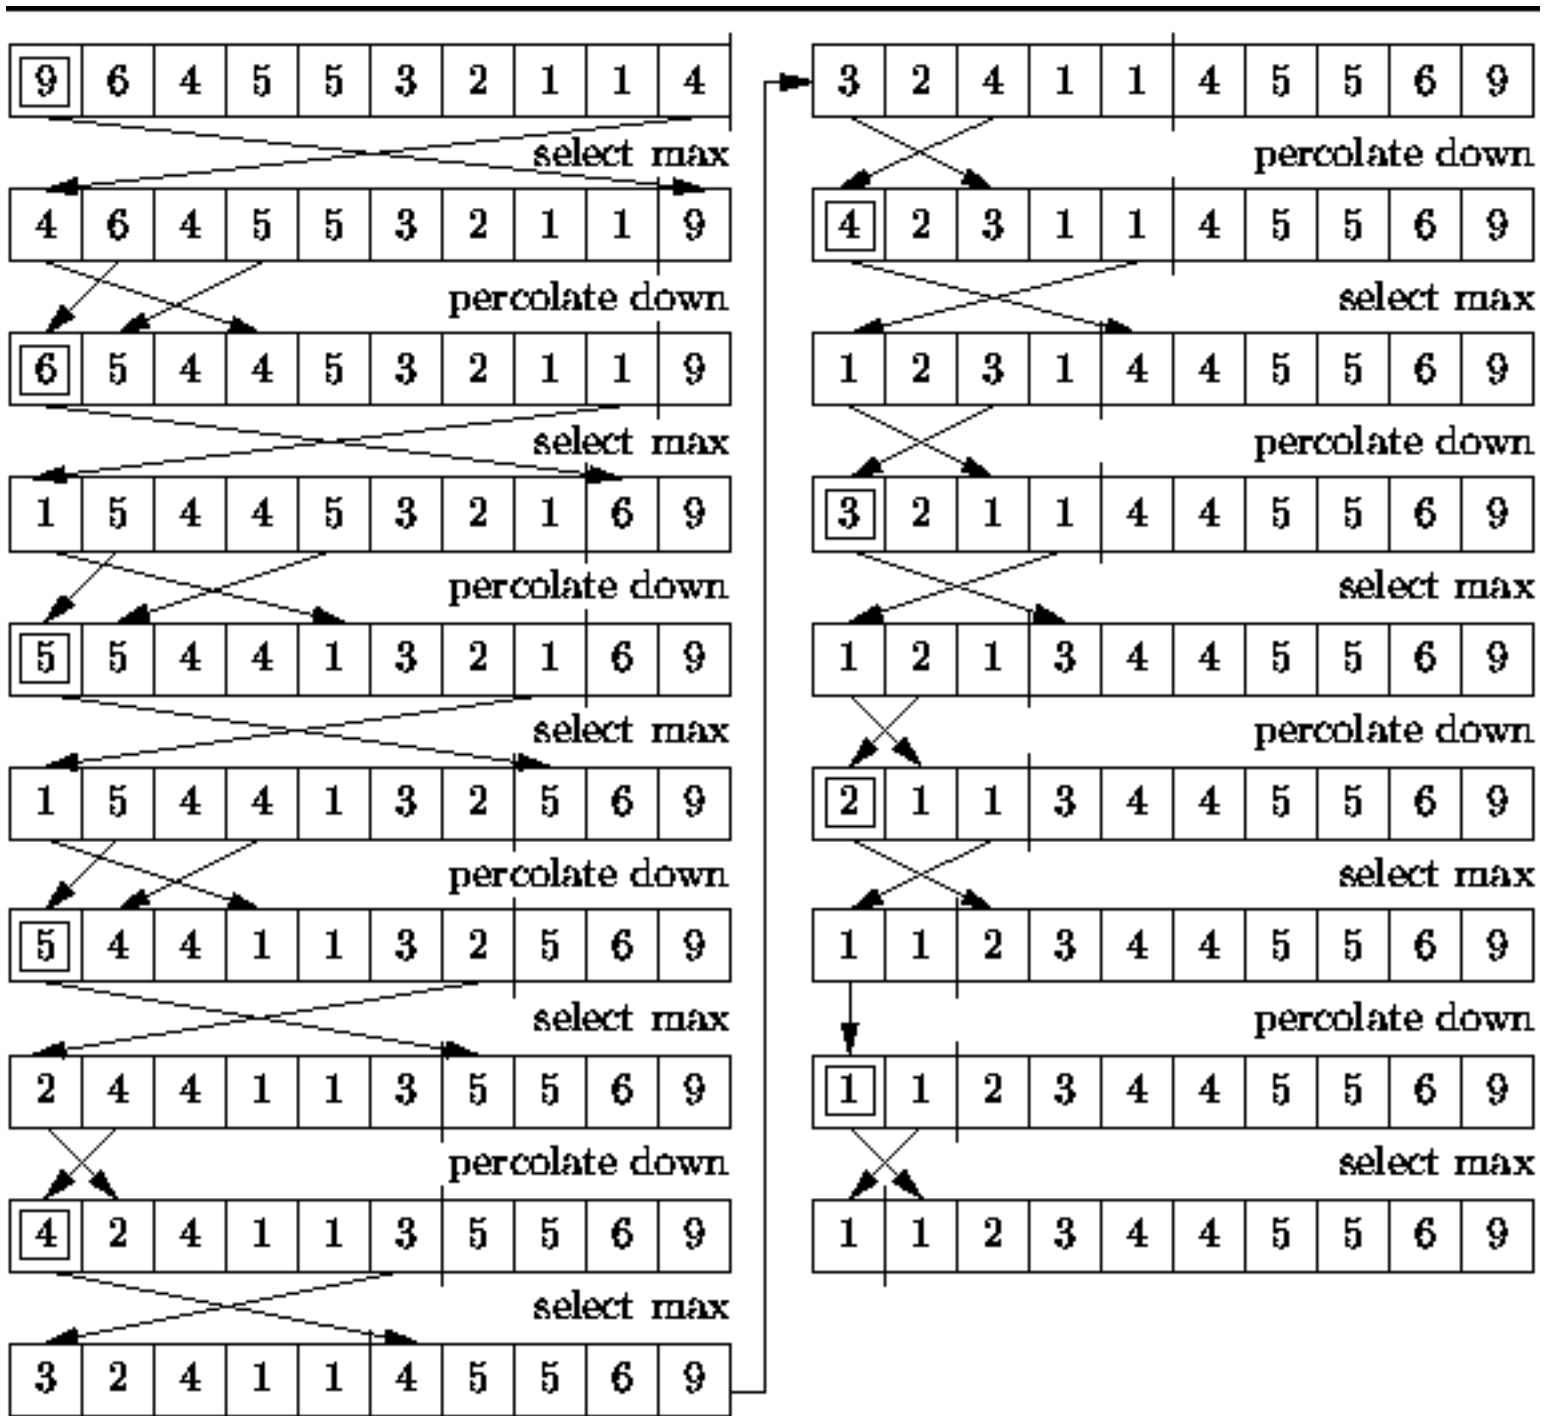 9 6 4 5 5 3 2 1 1 4
select max
4 6 4 5 5 3 2 1 1 9
percolate down
6 5 4 4 5 3 2 1 1 9
select max
1 5 4 4 5 3 2 1 6 9
percolate down
5 5 4 4 1 3 2 1 6 9
select max
1 5 4 4 1 3 2 5 6 9
percolate down
5 4 4 1 1 3 2 5 6 9
select max
2 4 4 1 1 3 5 5 6 9
percolate down
4 2 4 1 1 3 5 5 6 9
select max
3 2 4 1 1 4 5 5 6 9
3 2 4 1 1 4 5 5 6 9
percolate down
4 2 3 1 1 4 5 5 6 9
select max
1 2 3 1 4 4 5 5 6 9
percolate down
3 2 1 1 4 4 5 5 6 9
select max
1 2 1 3 4 4 5 5 6 9
percolate down
2 1 1 3 4 4 5 5 6 9
select max
1 1 2 3 4 4 5 5 6 9
percolate down
1 1 2 3 4 4 5 5 6 9
select max
1 1 2 3 4 4 5 5 6 9